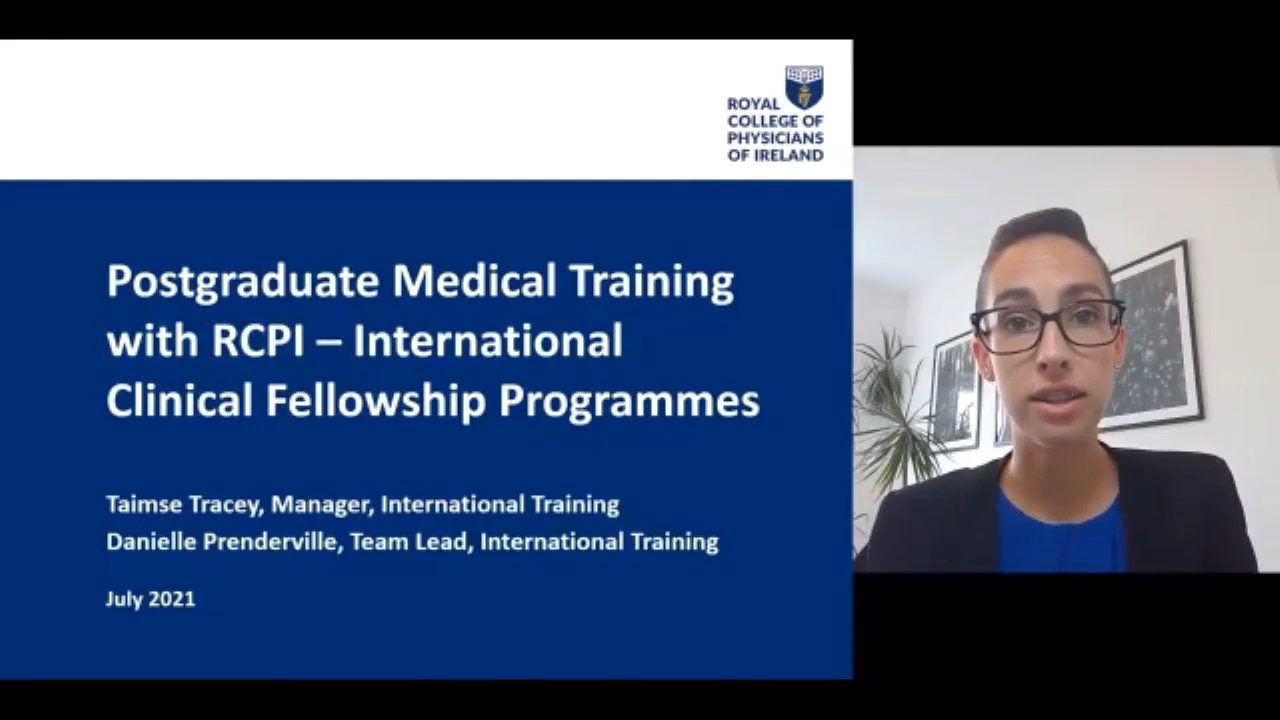 ROYAL
COLLEGE OF
PHYSICIANS
OF IRELAND
Postgraduate Medical Training
with RCPI – International
Clinical Fellowship Programmes
Taimse Tracey, Manager, International Training
Danielle Prenderville, Team Lead, International Training
July 2021